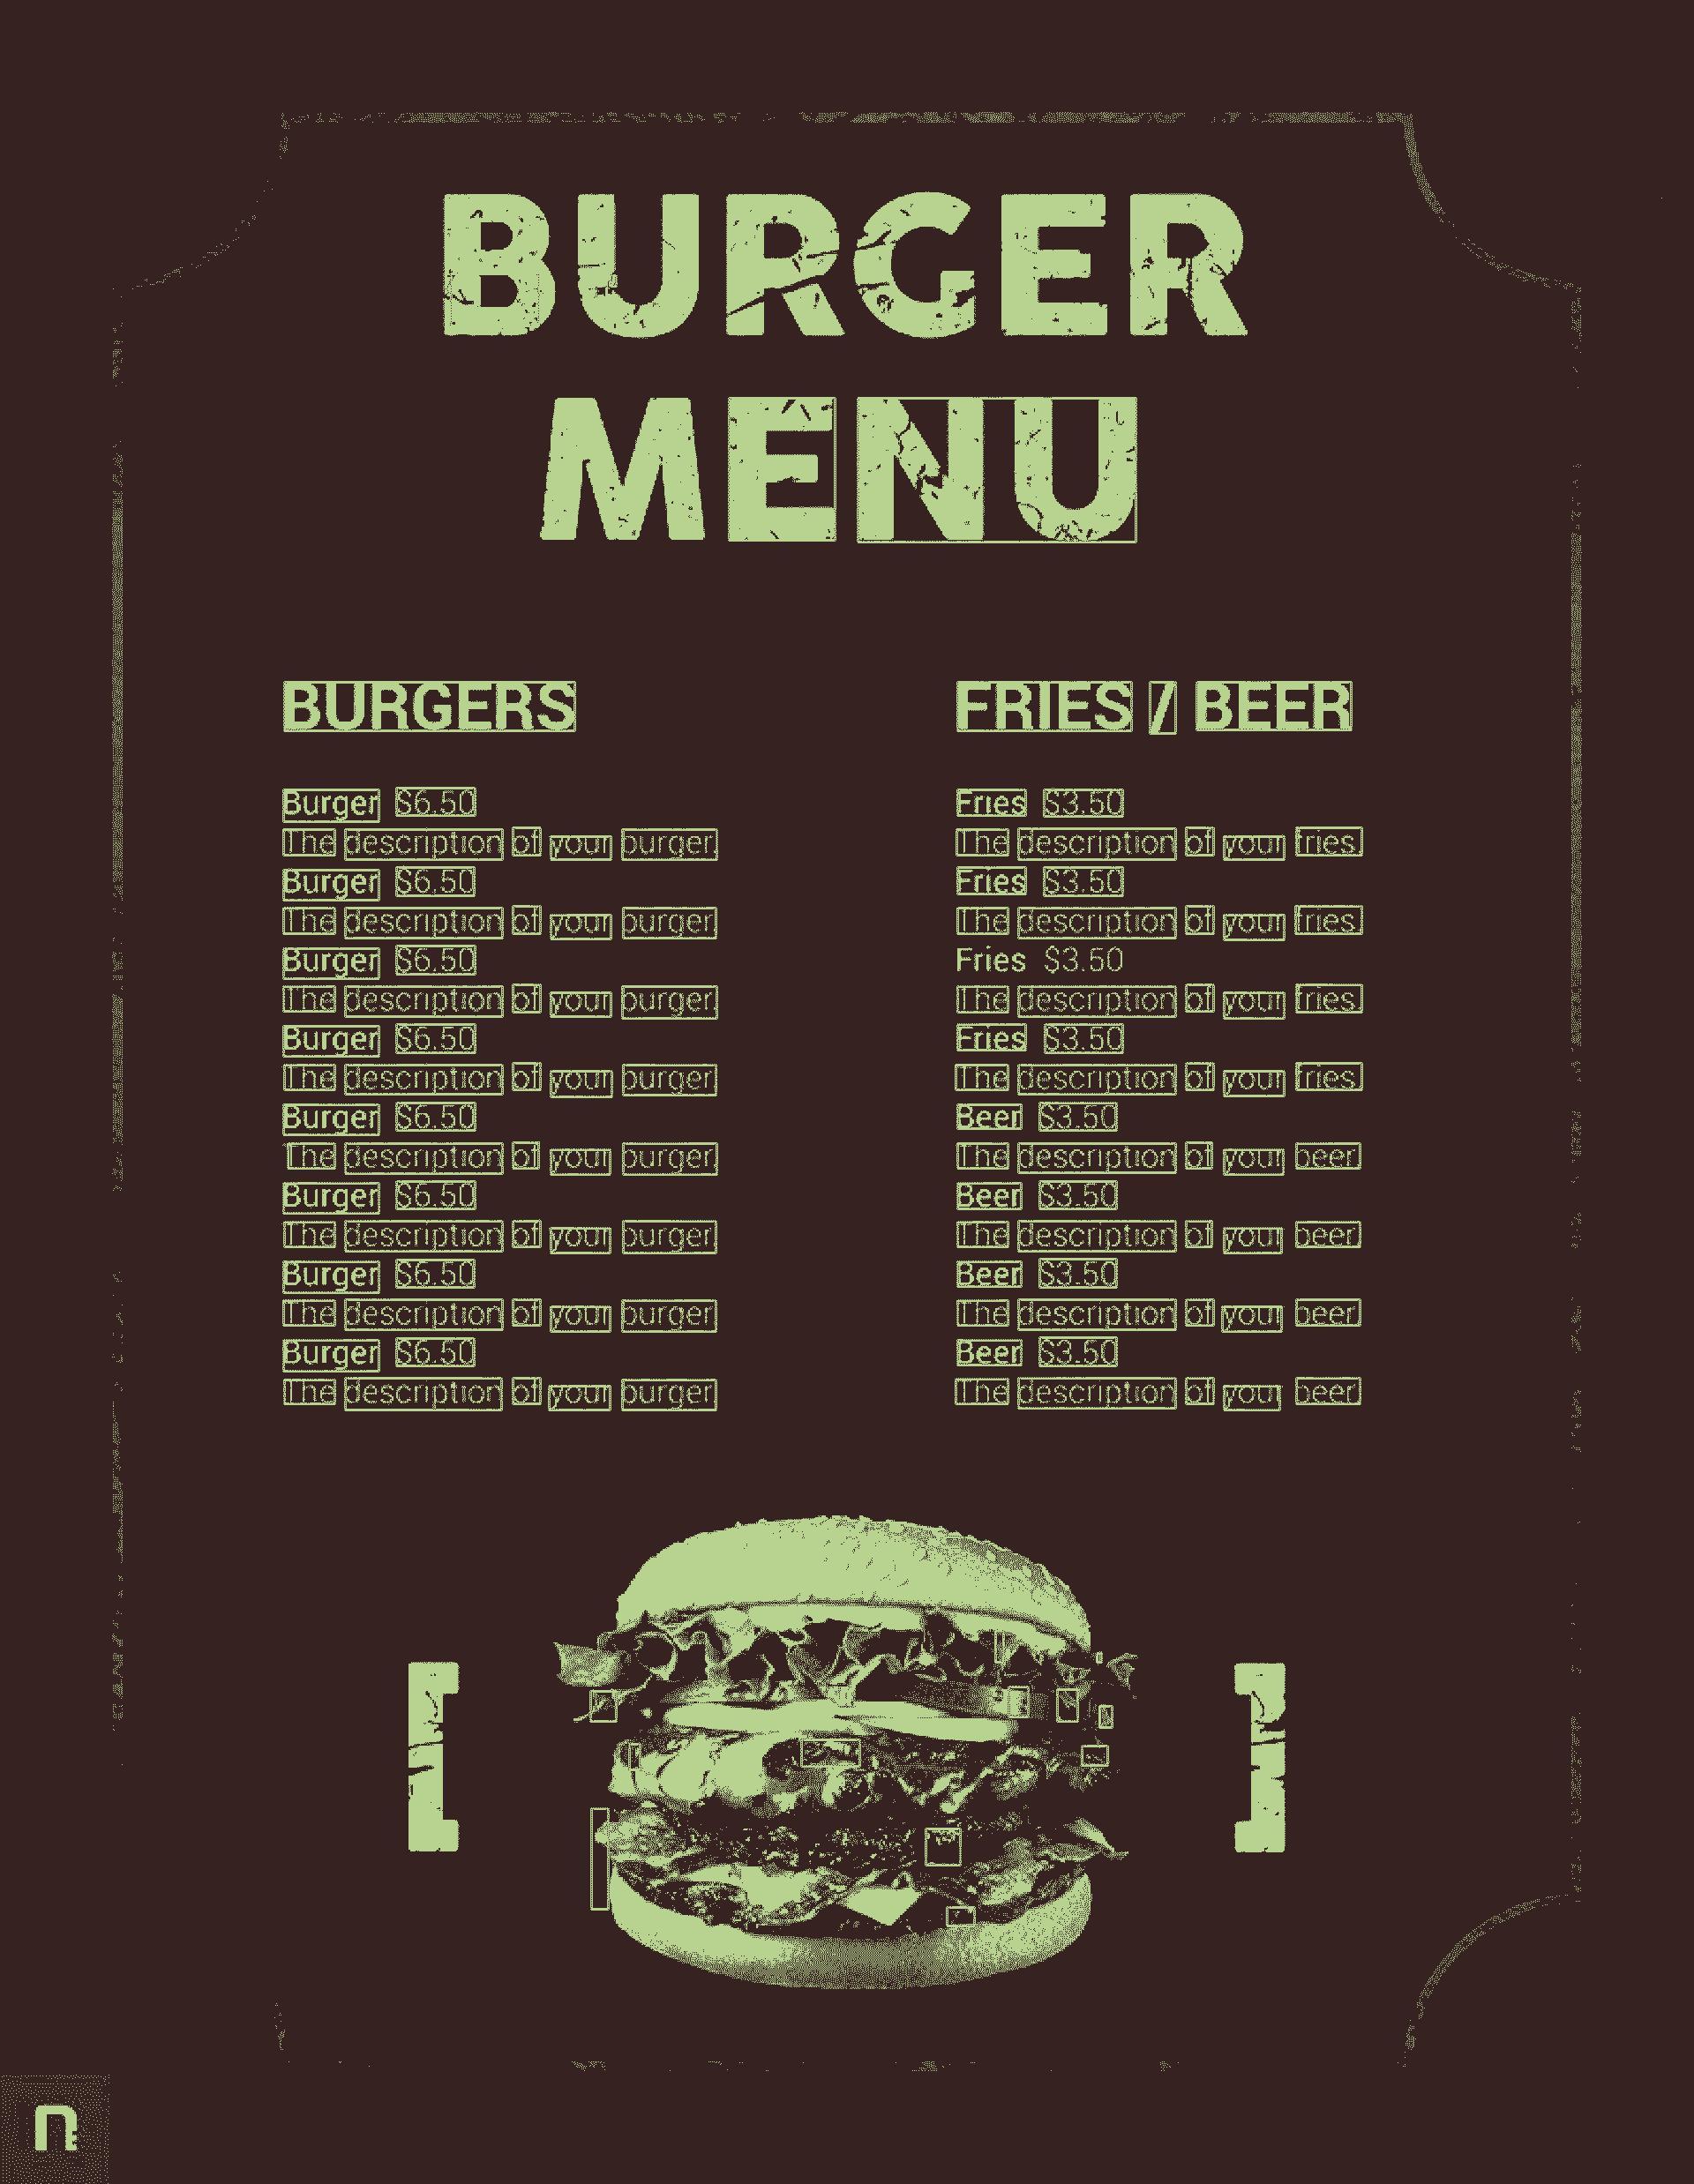 BURGER
MENU
BURGERS
Burger $6.50
The description of your burger.
Burger $6.50
The description of your burger.
Burger $6.50
The description of your burger.
Burger $6.50
The description of your burger.
Burger $6.50
The description of your burger.
Burger $6.50
The description of your burger.
Burger $6.50
The description of your burger.
Burger $6.50
The description of your burger.
FRIES / BEER
Fries $3.50
The description of your fries.
Fries $3.50
The description of your fries.
Fries $3.50
The description of your fries.
Fries $3.50
The description of your fries.
Beer $3.50
The description of your beer.
Beer $3.50
The description of your beer.
Beer $3.50
The description of your beer.
Beer $3.50
The description of your beer.